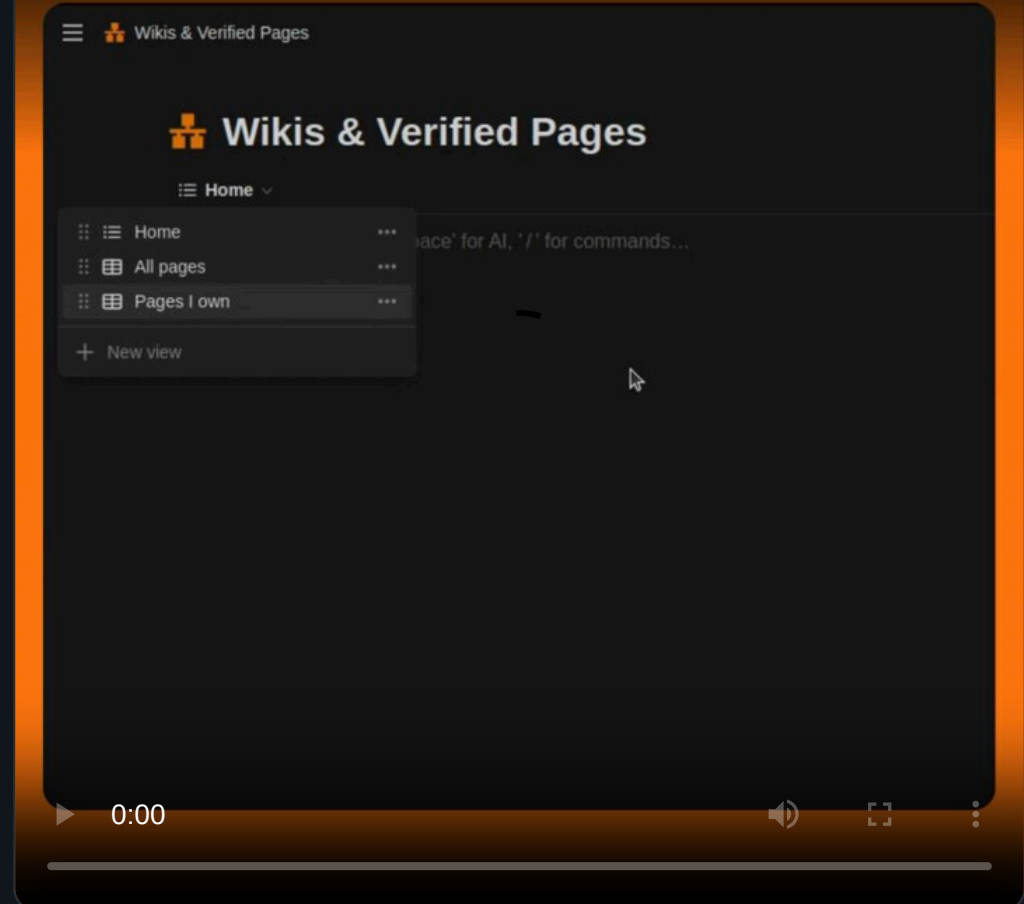 Wikis & Verified Pages
Wikis & Verified Pages
Home
Home
for AI, '/' for commands...
All pages
Pages I own
New view
0:00